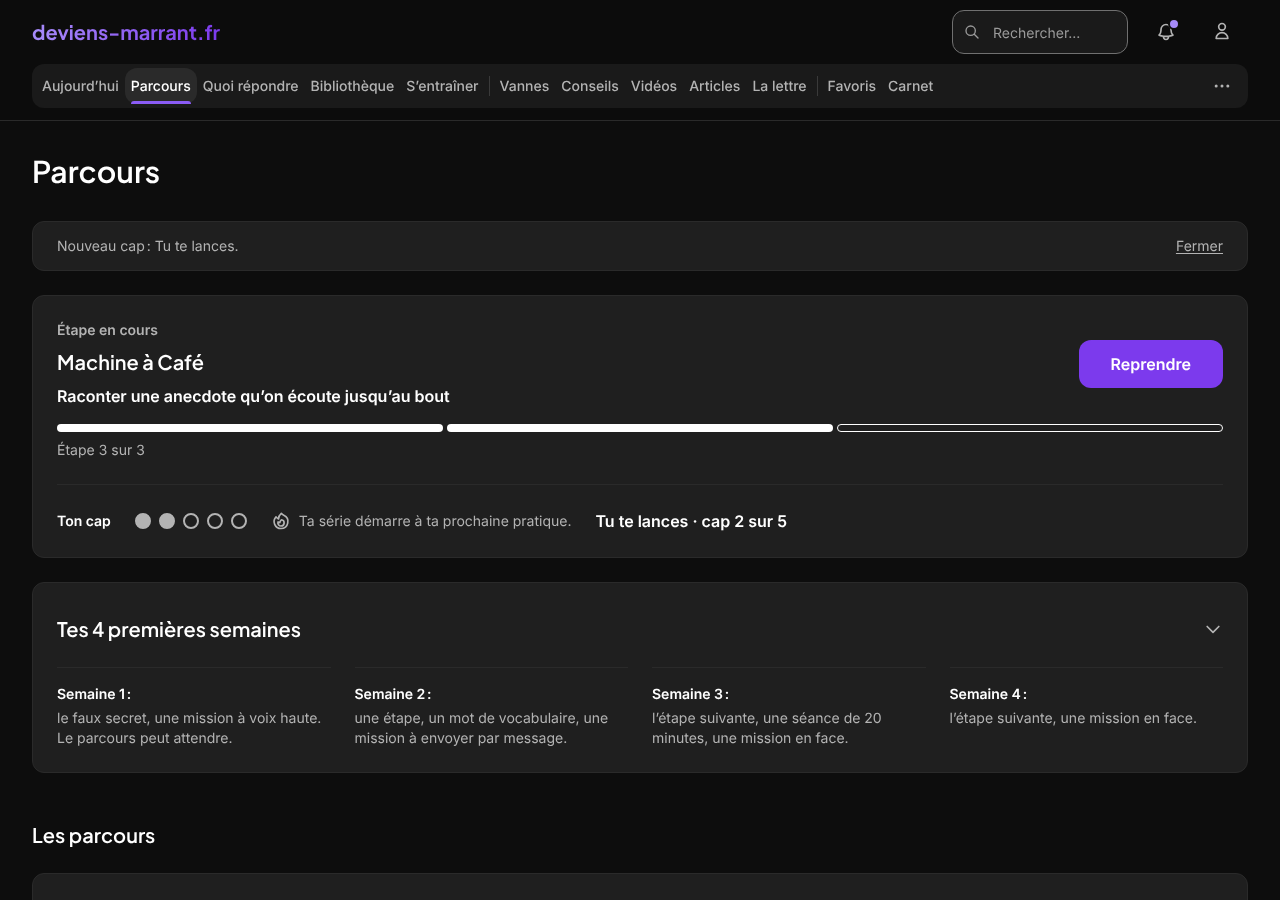 deviens-marrant.fr
Rechercher...
Aujourd’hui Parcours Quoi répondre Bibliothèque S’entraîner Vannes Conseils Vidéos Articles La lettre Favoris Carnet
Parcours
Nouveau cap : Tu te lances.
Fermer
Étape en cours
Machine à Café
Raconter une anecdote qu’on écoute jusqu’au bout
Reprendre
Étape 3 sur 3
Ton cap
Ta série démarre à ta prochaine pratique.
Tu te lances · cap 2 sur 5
Tes 4 premières semaines
Semaine 1 :
le faux secret, une mission à voix haute.
Le parcours peut attendre.
Semaine 2 :
une étape, un mot de vocabulaire, une
mission à envoyer par message.
Semaine 3 :
l’étape suivante, une séance de 20
minutes, une mission en face.
Semaine 4 :
l’étape suivante, une mission en face.
Les parcours